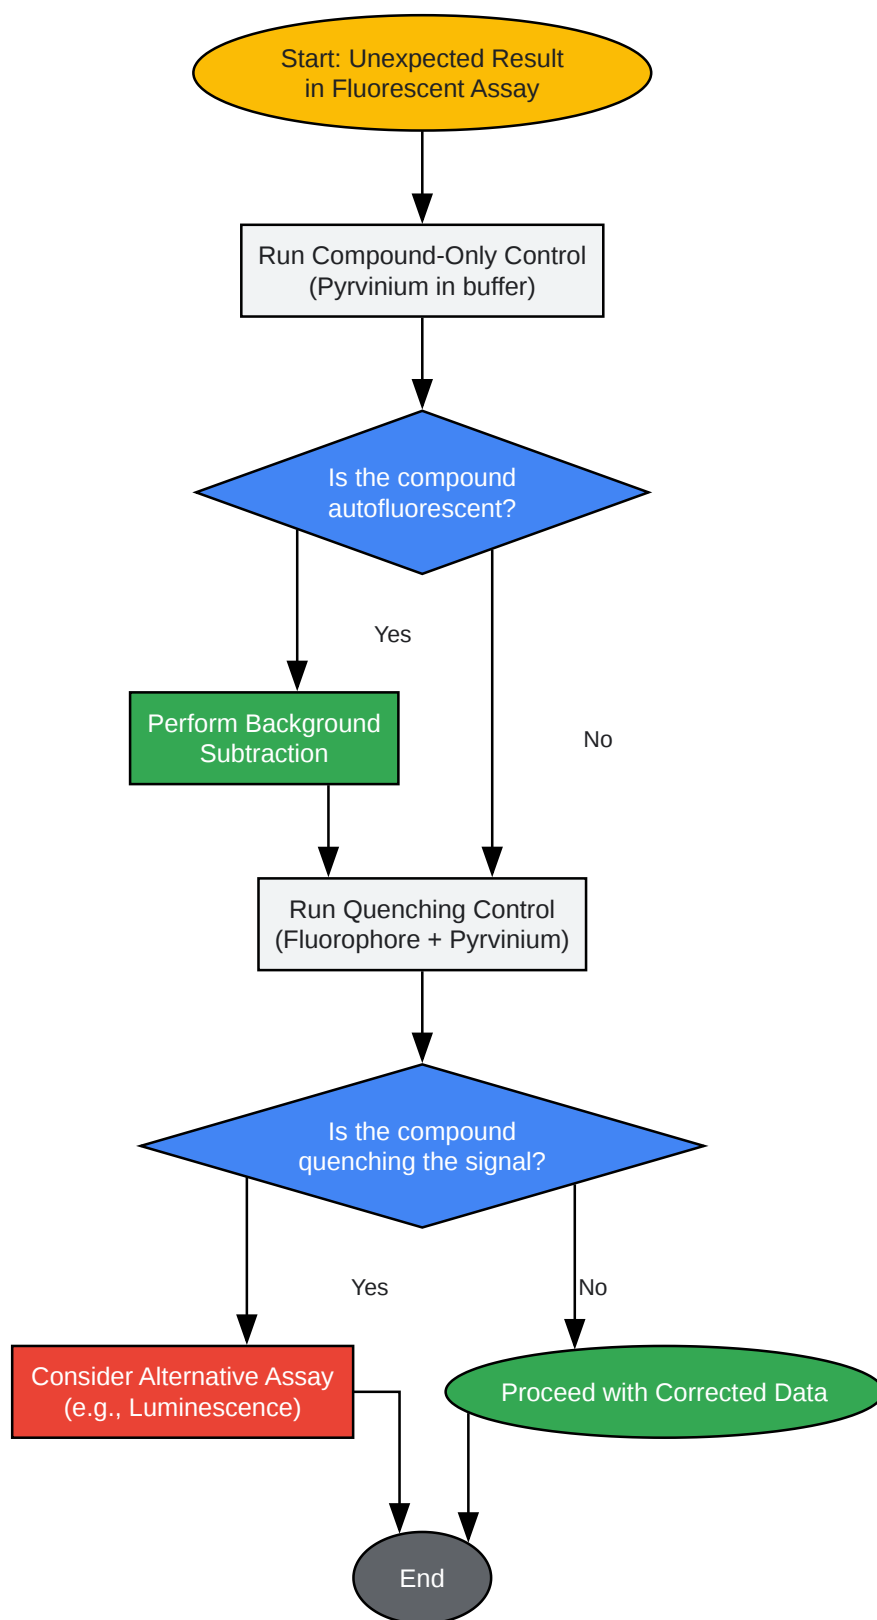 Start: Unexpected Result
in Fluorescent Assay
Run Compound-Only Control
(Pyrvinium in buffer)
Is the compound
autofluorescent?
Yes
Perform Background
Subtraction
No
Run Quenching Control
(Fluorophore + Pyrvinium)
Is the compound
quenching the signal?
Yes
No
Consider Alternative Assay
(e.g., Luminescence)
Proceed with Corrected Data
End